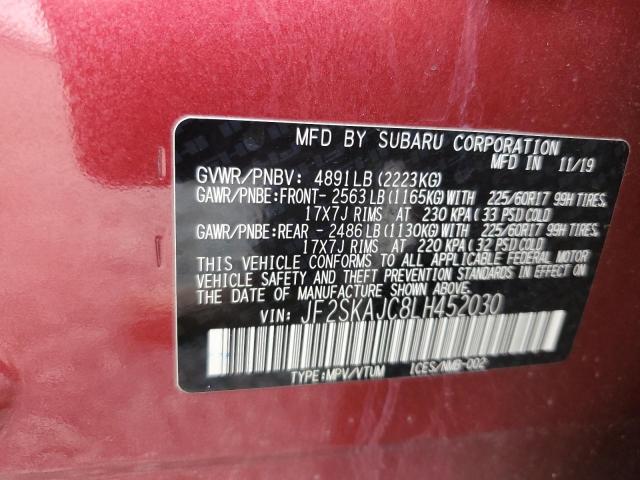 MFD BY SUBARU CORPORATION
GVWR/PNBV: 4891LB(2223KG) MFD IN 11/19
GAWR/PNBE:FRONT- 2563LB(1165KG)WITH 225/60R17 99H TIRES,
17X7J RIMS AT 230 KPA(33 PSI)COLD
GAWR/PNBE:REAR - 2486LB(1130KG)WITH 225/60R17 99H TIRES,
17X7J RIMS AT 220 KPA(32 PSI)COLD
THIS VEHICLE CONFORMS TO ALL APPLICABLE FEDERAL MOTOR
VEHICLE SAFETY AND THEFT PREVENTION STANDARDS IN EFFECT ON
THE DATE OF MANUFACTURE SHOWN ABOVE.
VIN: JF2SKAJC8LH452030
TYPE:MPV/VTUM ICES/NMB-002